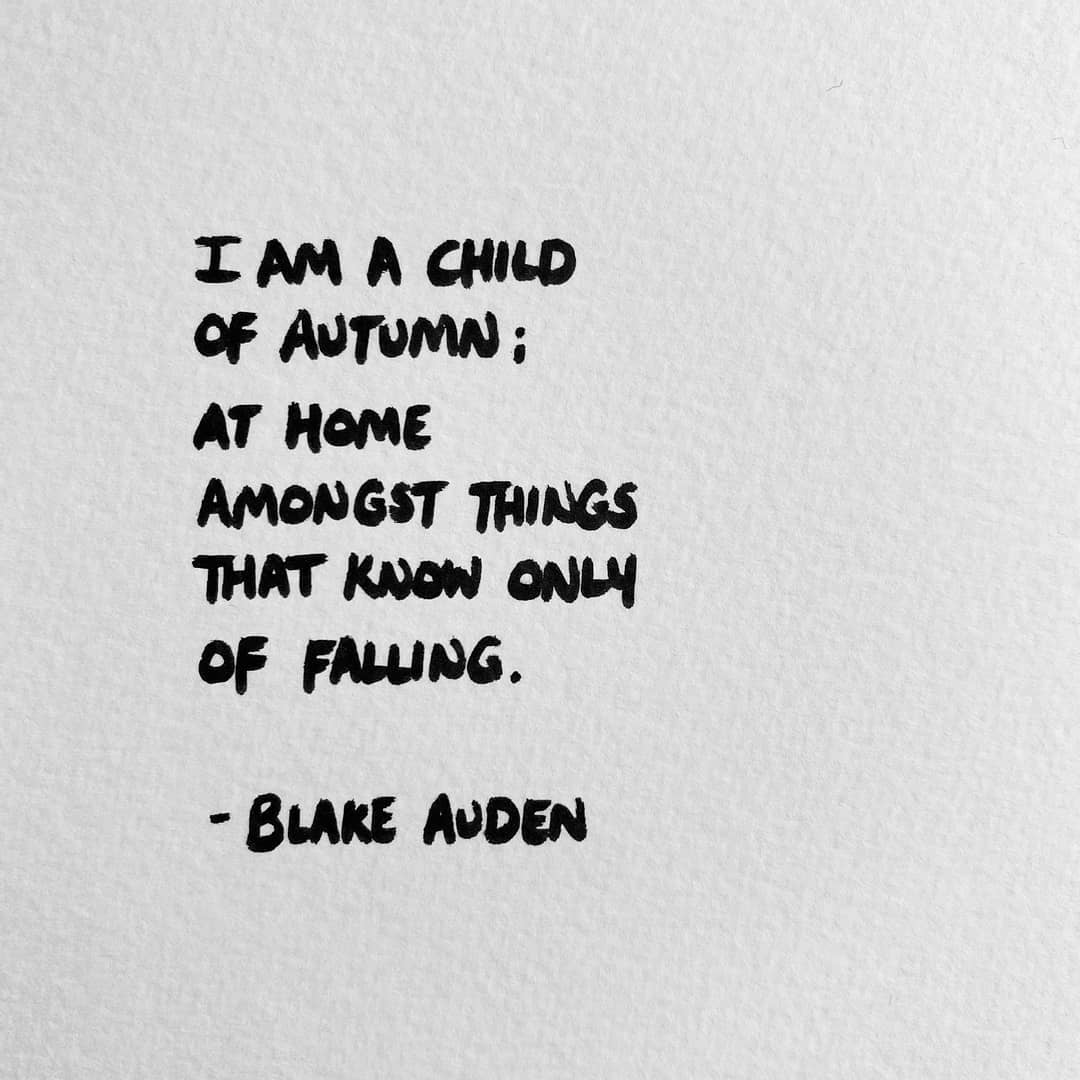 I AM A CHILD
OF AUTUMN;
AT HOME
AMONGST THINGS
THAT KNOW ONLY
OF FALLING.
- BLAKE AUDEN